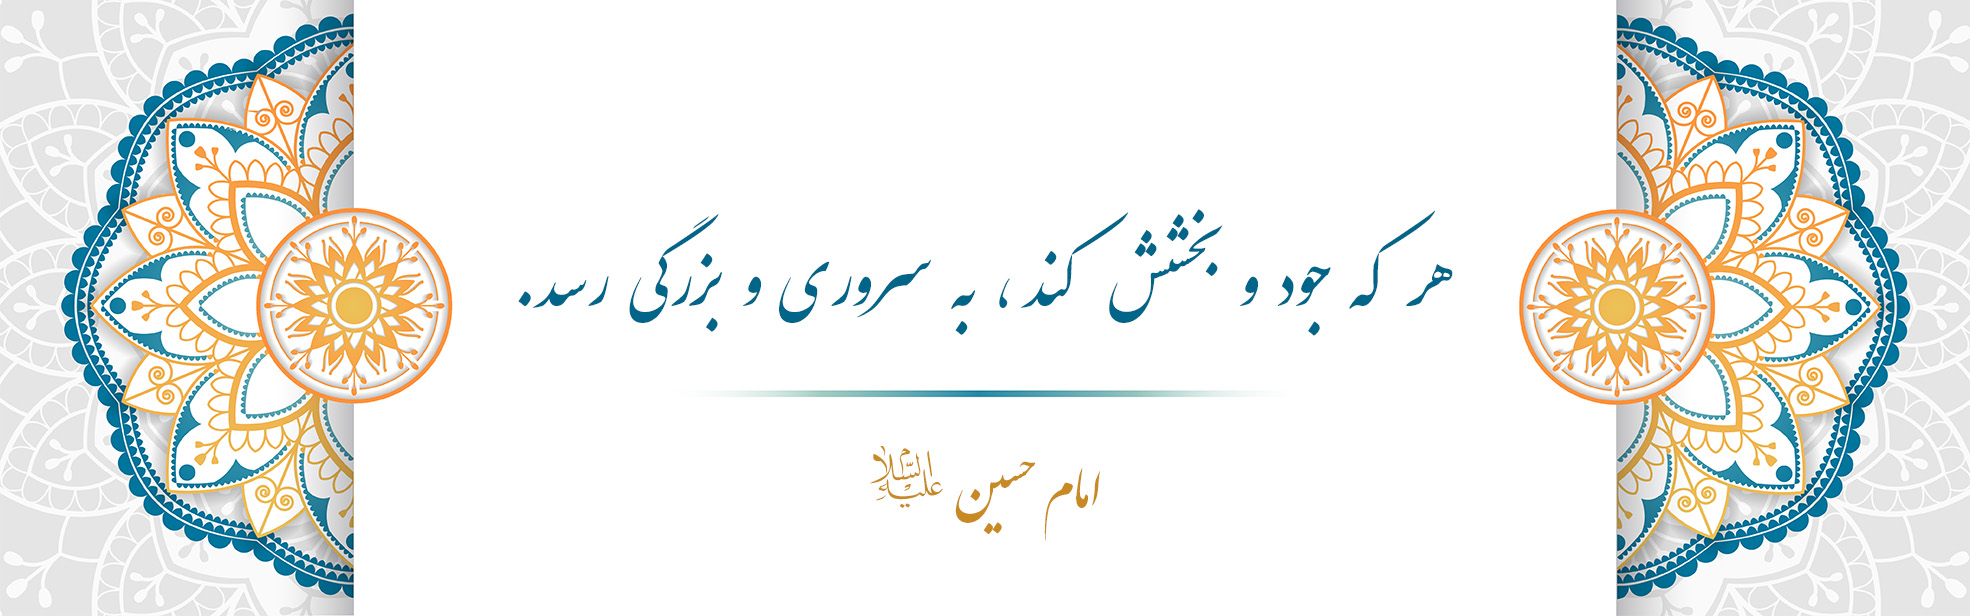 هر که جود و بخشش کند، به سروری و بزرگی رسد.
امام حسین علیه السلام